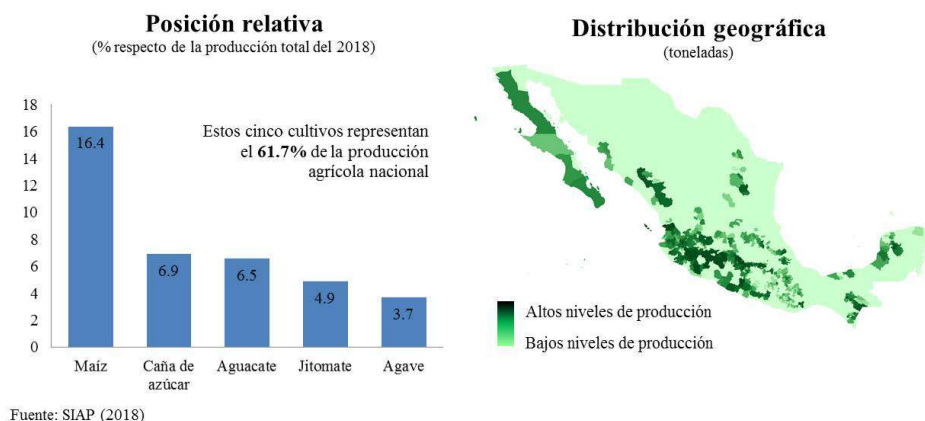 Posición relativa
(% respecto de la producción total del 2018)
18
16
14
12
10
8
6
4
2
0
16.4
6.9
6.5
4.9
3.7
Estos cinco cultivos representan
el 61.7% de la producción
agrícola nacional
Maíz
Caña de
azúcar
Aguacate
Jitomate
Agave
Distribución geográfica
(toneladas)
Altos niveles de producción
Bajos niveles de producción
Fuente: SIAP (2018)